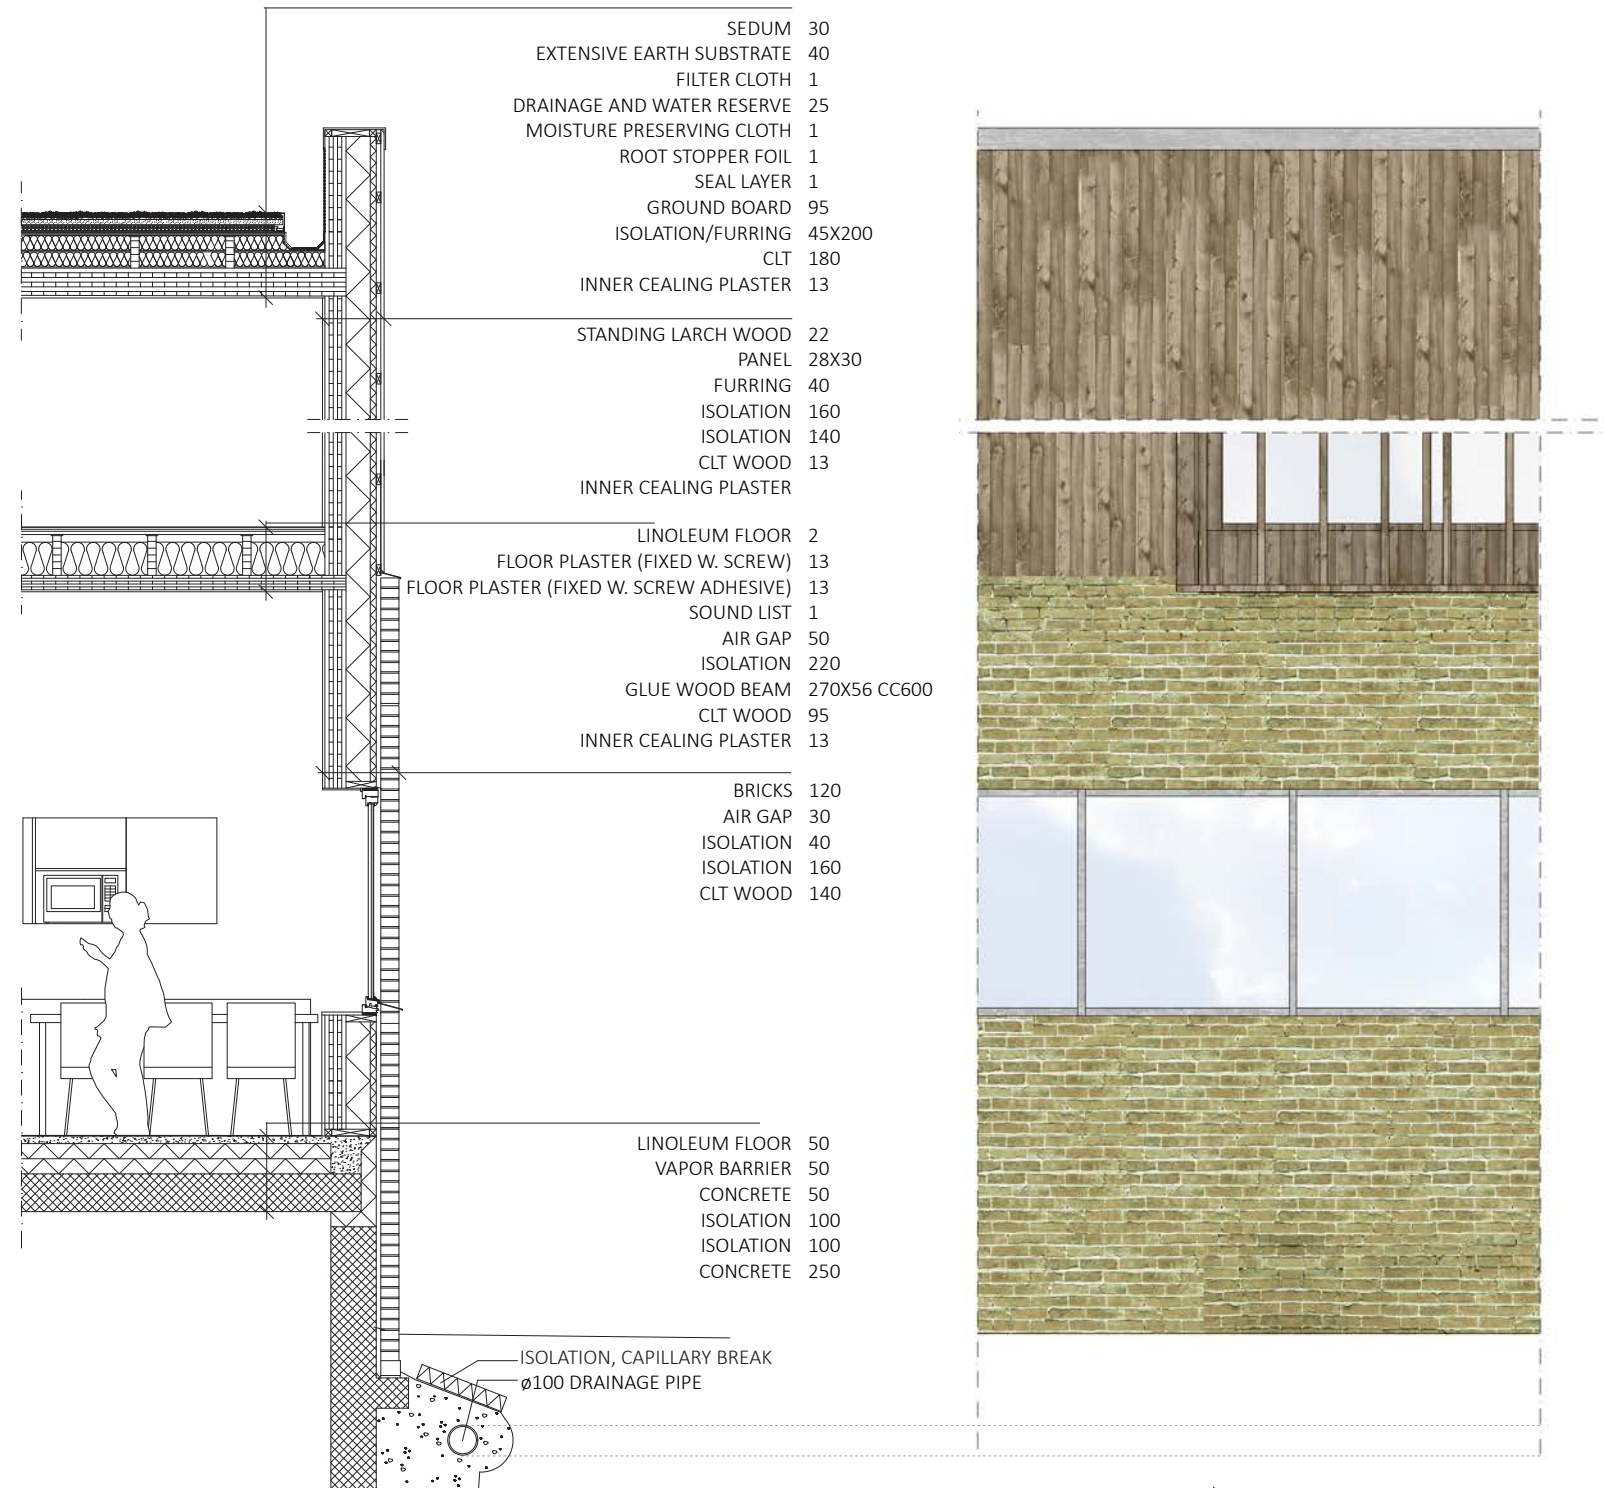 SEDUM 30
EXTENSIVE EARTH SUBSTRATE 40
FILTER CLOTH 1
DRAINAGE AND WATER RESERVE 25
MOISTURE PRESERVING CLOTH 1
ROOT STOPPER FOIL 1
SEAL LAYER 1
GROUND BOARD 95
ISOLATION/FURRING 45X200
CLT 180
INNER CEALING PLASTER 13
STANDING LARCH WOOD 22
PANEL 28X30
FURRING 40
ISOLATION 160
ISOLATION 140
CLT WOOD 13
INNER CEALING PLASTER
LINOLEUM FLOOR 2
FLOOR PLASTER (FIXED W. SCREW) 13
FLOOR PLASTER (FIXED W. SCREW ADHESIVE) 13
SOUND LIST 1
AIR GAP 50
ISOLATION 220
GLUE WOOD BEAM 270X56 CC600
CLT WOOD 95
INNER CEALING PLASTER 13
BRICKS 120
AIR GAP 30
ISOLATION 40
ISOLATION 160
CLT WOOD 140
LINOLEUM FLOOR 50
VAPOR BARRIER 50
CONCRETE 50
ISOLATION 100
ISOLATION 100
CONCRETE 250
ISOLATION, CAPILLARY BREAK
ø100 DRAINAGE PIPE